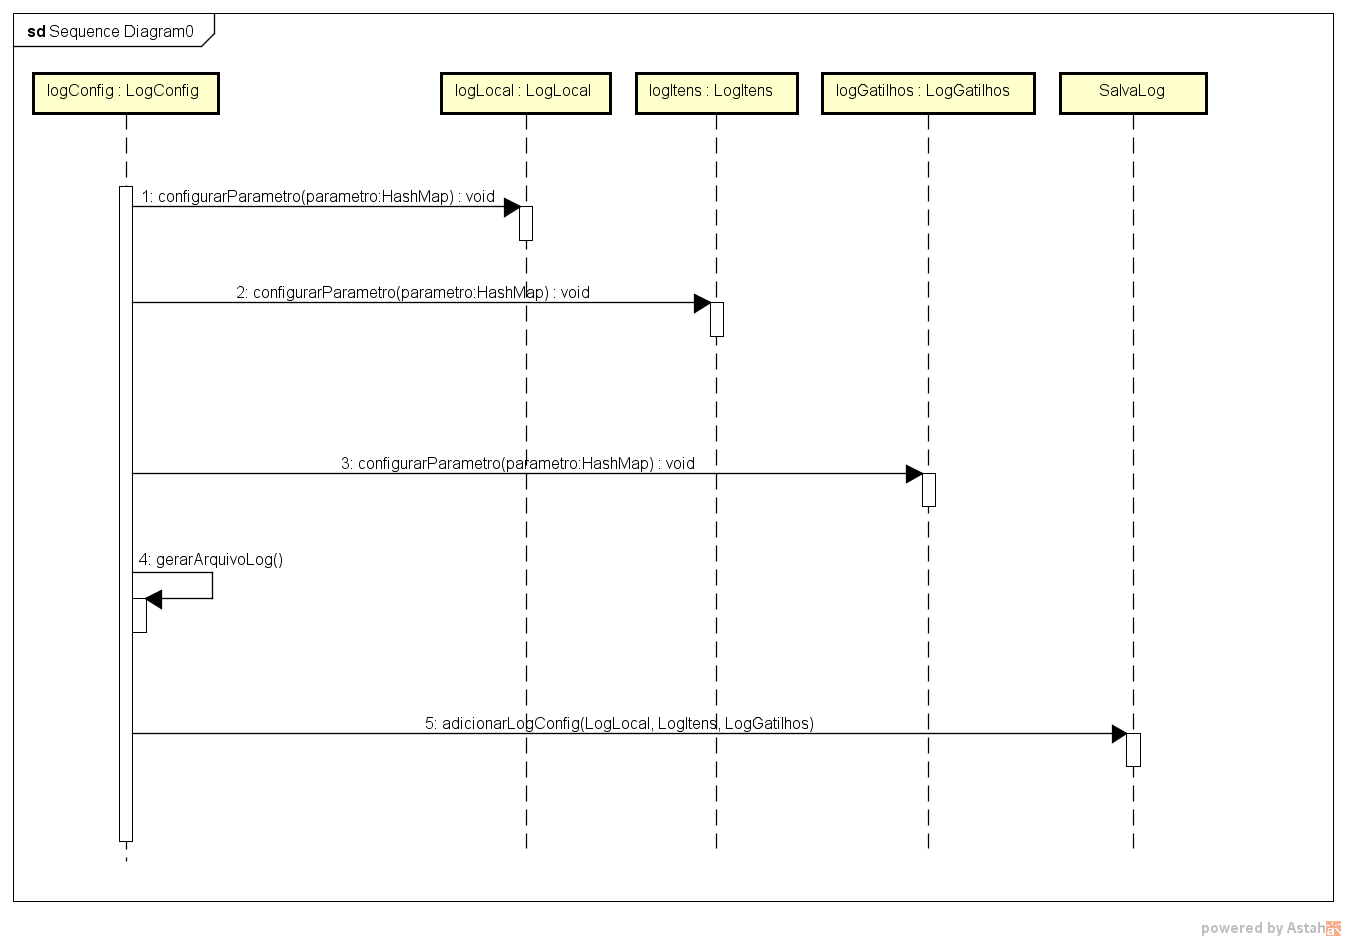 sd Sequence Diagram0
logConfig : LogConfig
logLocal : LogLocal
logItens : LogItens
logGatilhos : LogGatilhos
SalvaLog
1: configurarParametro(parametro:HashMap) : void
2: configurarParametro(parametro:HashMap) : void
3: configurarParametro(parametro:HashMap) : void
4: gerarArquivoLog()
5: adicionarLogConfig(LogLocal, LogItens, LogGatilhos)
powered by Astah